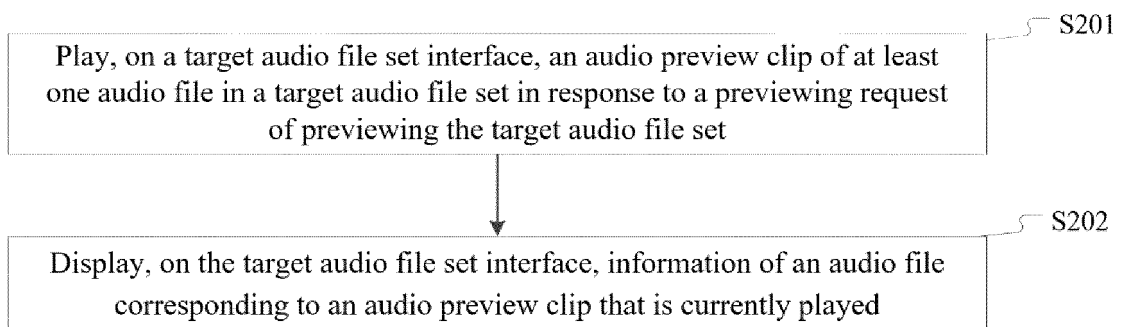 S201
Play, on a target audio file set interface, an audio preview clip of at least
one audio file in a target audio file set in response to a previewing request
of previewing the target audio file set
S202
Display, on the target audio file set interface, information of an audio file
corresponding to an audio preview clip that is currently played